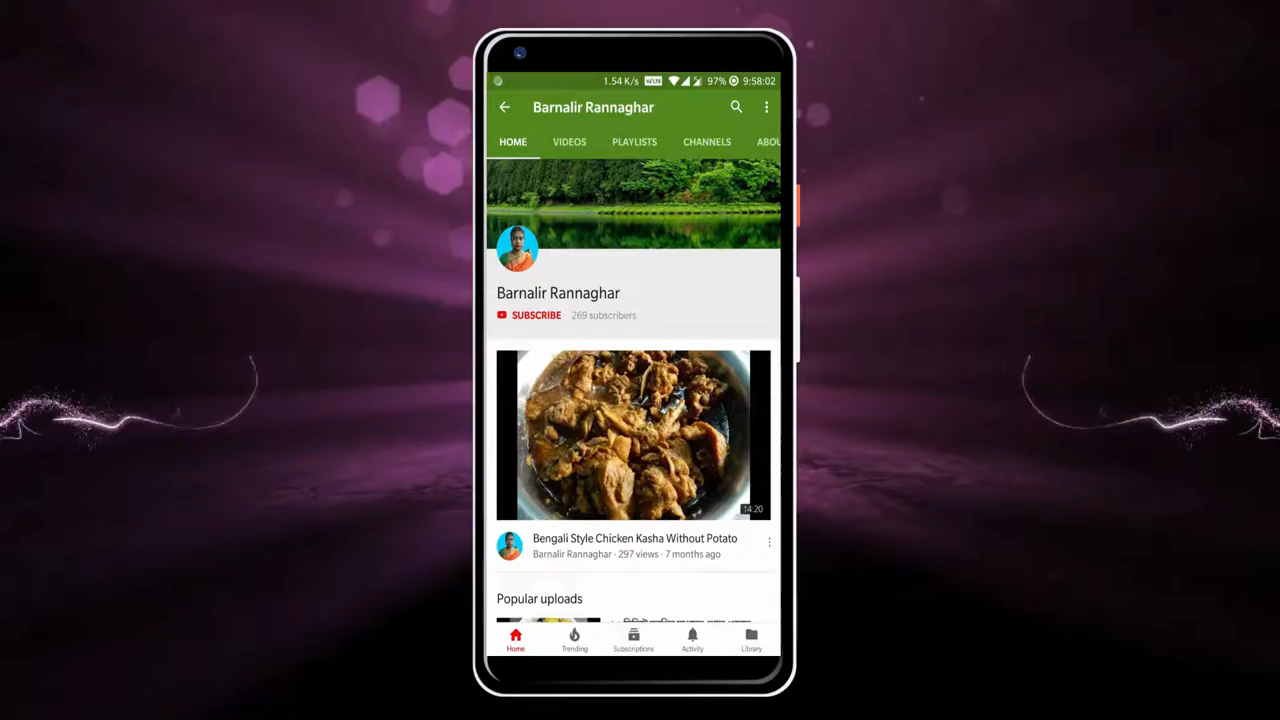 1.54 K/s VoLTE 97% 9:58:02
Barnalir Rannaghar
HOME VIDEOS PLAYLISTS CHANNELS ABOU
Barnalir Rannaghar
SUBSCRIBE 269 subscribers
14:20
Bengali Style Chicken Kasha Without Potato
Barnalir Rannaghar · 297 views · 7 months ago
Popular uploads
Home Trending Subscriptions Activity Library